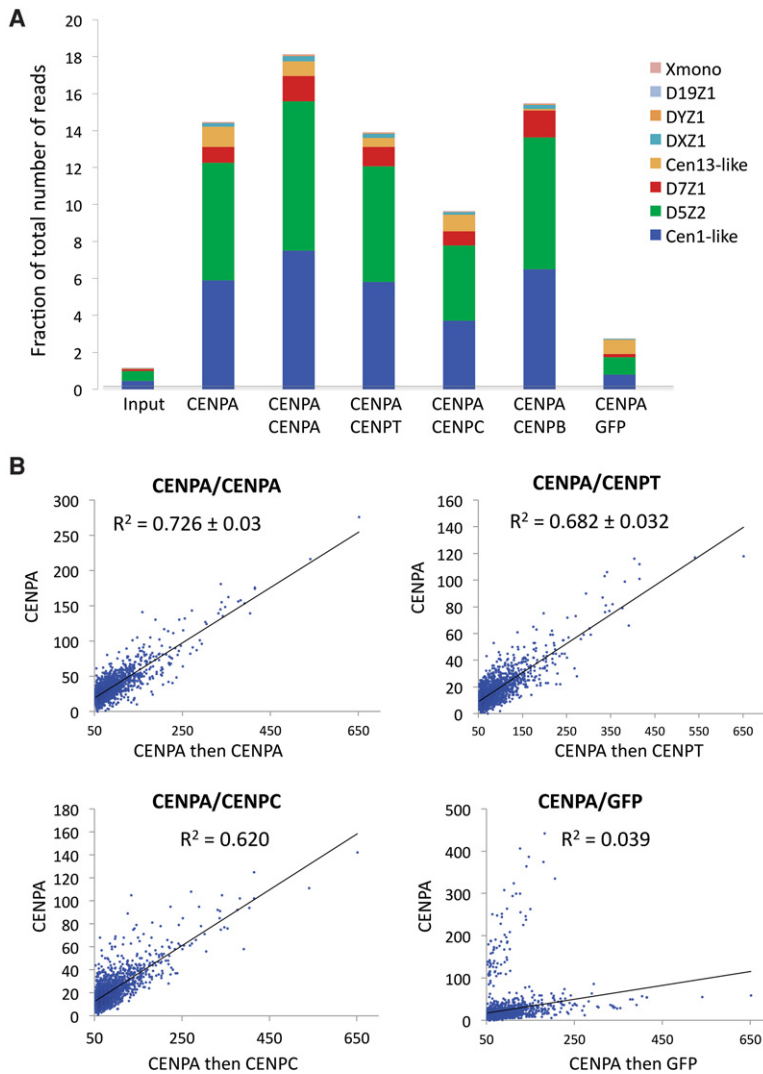 A
Fraction of total number of reads
20
18
16
14
12
10
8
6
4
2
0
Input
CENPA
CENPA
CENPA
CENPA
CENPT
CENPA
CENPC
CENPA
CENPB
CENPA
GFP
Xmono
D19Z1
DYZ1
DXZ1
Cen13-like
D7Z1
D5Z2
Cen1-like
B
CENPA/CENPA
R² = 0.726 ± 0.03
CENPA
300
250
200
150
100
50
0
50 250 450 650
CENPA then CENPA
CENPA/CENPT
R² = 0.682 ± 0.032
CENPA
160
140
120
100
80
60
40
20
0
50 150 250 350 450 550 650
CENPA then CENPT
CENPA/CENPC
R² = 0.620
CENPA
180
160
140
120
100
80
60
40
20
0
50 250 450 650
CENPA then CENPC
CENPA/GFP
R² = 0.039
CENPA
500
400
300
200
100
0
50 250 450 650
CENPA then GFP